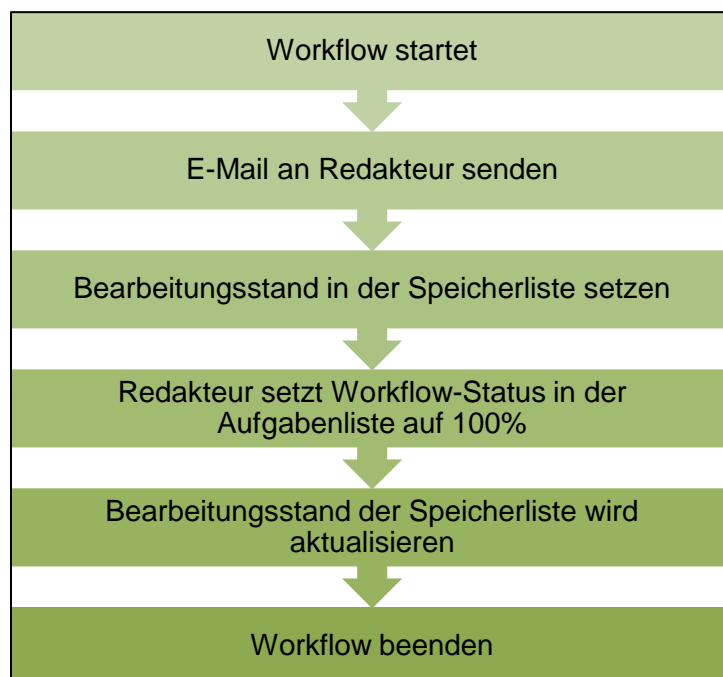 Workflow startet
E-Mail an Redakteur senden
Bearbeitungsstand in der Speicherliste setzen
Redakteur setzt Workflow-Status in der
Aufgabenliste auf 100%
Bearbeitungsstand der Speicherliste wird
aktualisieren
Workflow beenden